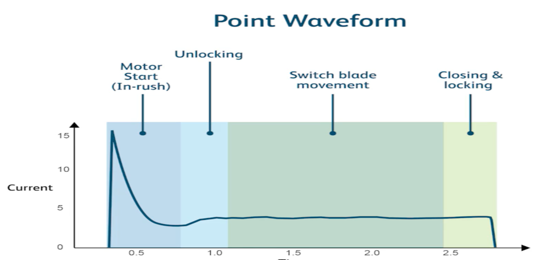 Point Waveform
Unlocking
Motor
Start
(In-rush)
Switch blade
movement
Closing &
locking
15
10
Current
5
0
0.5 1.0 1.5 2.0 2.5